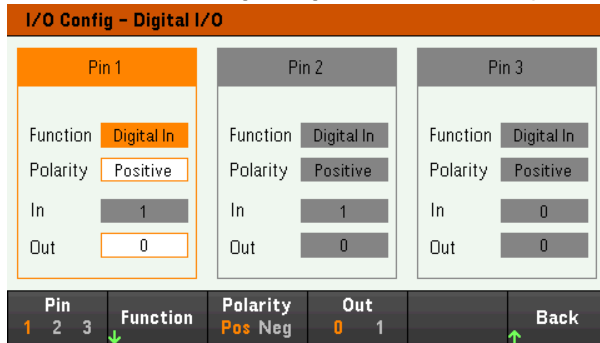 I/O Config – Digital I/O
Pin 1
Function Digital In
Polarity Positive
In 1
Out 0
Pin 2
Function Digital In
Polarity Positive
In 1
Out 0
Pin 3
Function Digital In
Polarity Positive
In 0
Out 0
Pin
1 2 3
Function
Polarity
Pos Neg
Out
0 1
Back